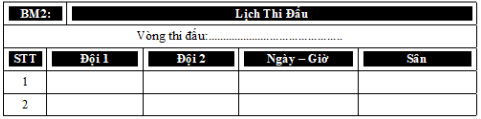 BM2: Lịch Thi Đấu
Vòng thi đấu:............................................
STT Đội 1 Đội 2 Ngày – Giờ Sân
1
2